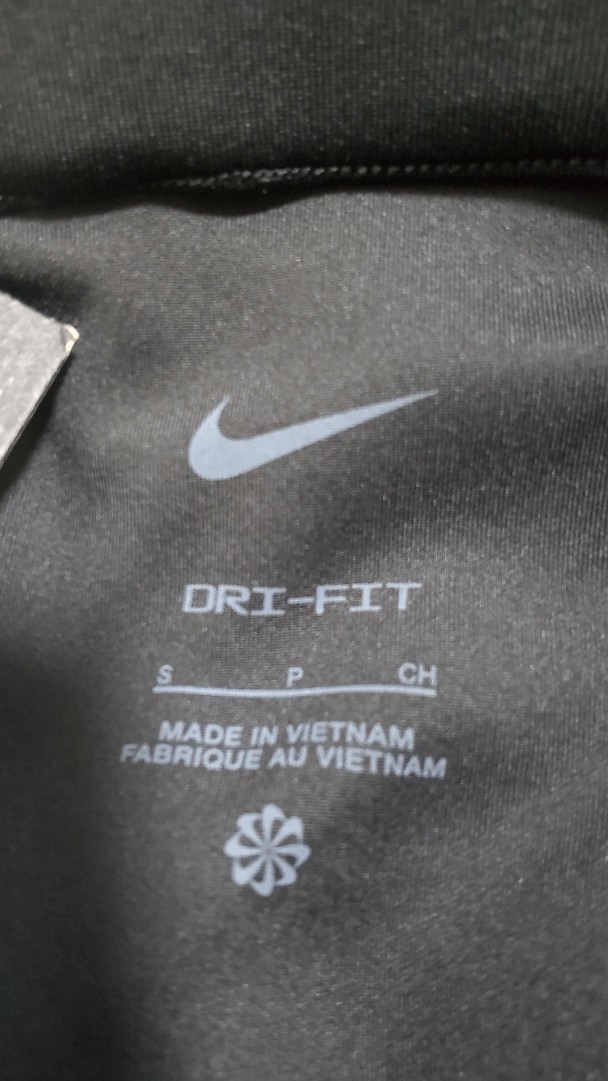 DRI-FIT
S P CH
MADE IN VIETNAM
FABRIQUE AU VIETNAM